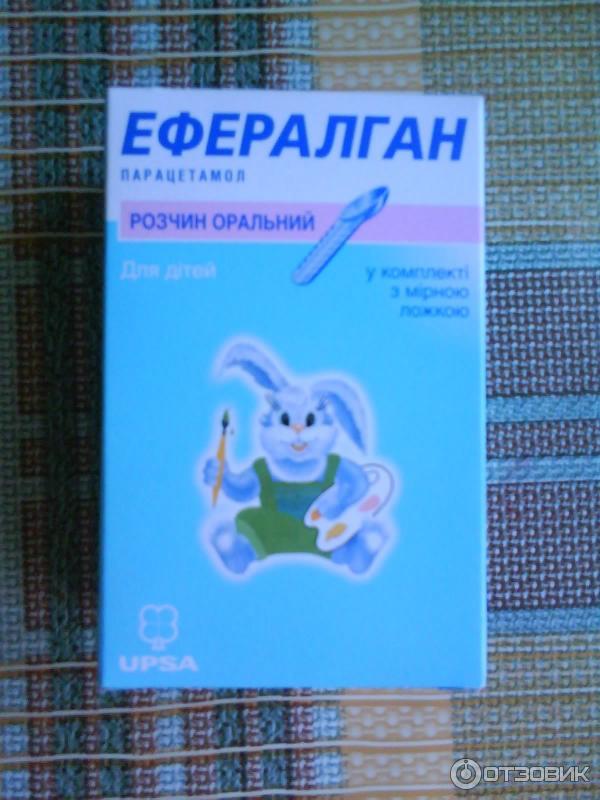 ЕФЕРАЛГАН
ПАРАЦЕТАМОЛ
РОЗЧИН ОРАЛЬНИЙ
Для дітей
у комплекті
з мірною
ложкою
UPSA
ОТЗОВИК